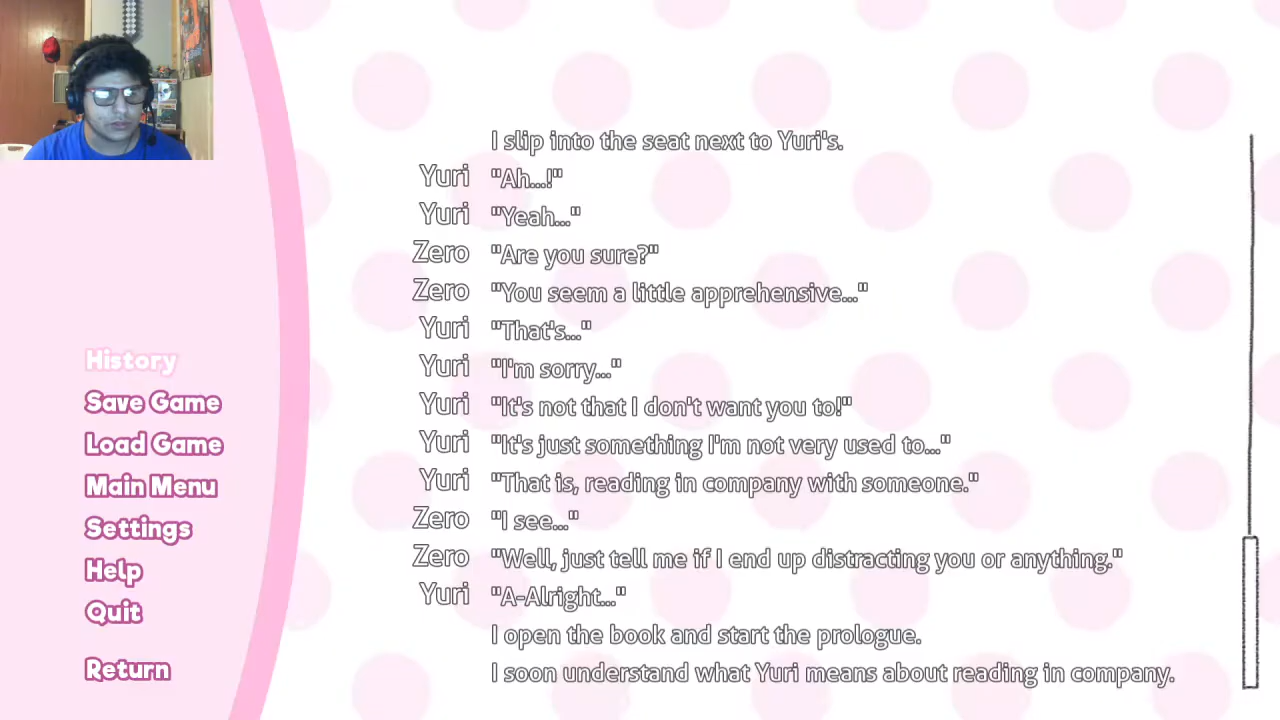 I slip into the seat next to Yuri's.
Yuri "Ah...!"
Yuri "Yeah..."
Zero "Are you sure?"
Zero "You seem a little apprehensive..."
Yuri "That's..."
Yuri "I'm sorry..."
Yuri "It's not that I don't want you to!"
Yuri "It's just something I'm not very used to..."
Yuri "That is, reading in company with someone."
Zero "I see..."
Zero "Well, just tell me if I end up distracting you or anything."
Yuri "A-Alright..."
I open the book and start the prologue.
I soon understand what Yuri means about reading in company.
History
Save Game
Load Game
Main Menu
Settings
Help
Quit
Return